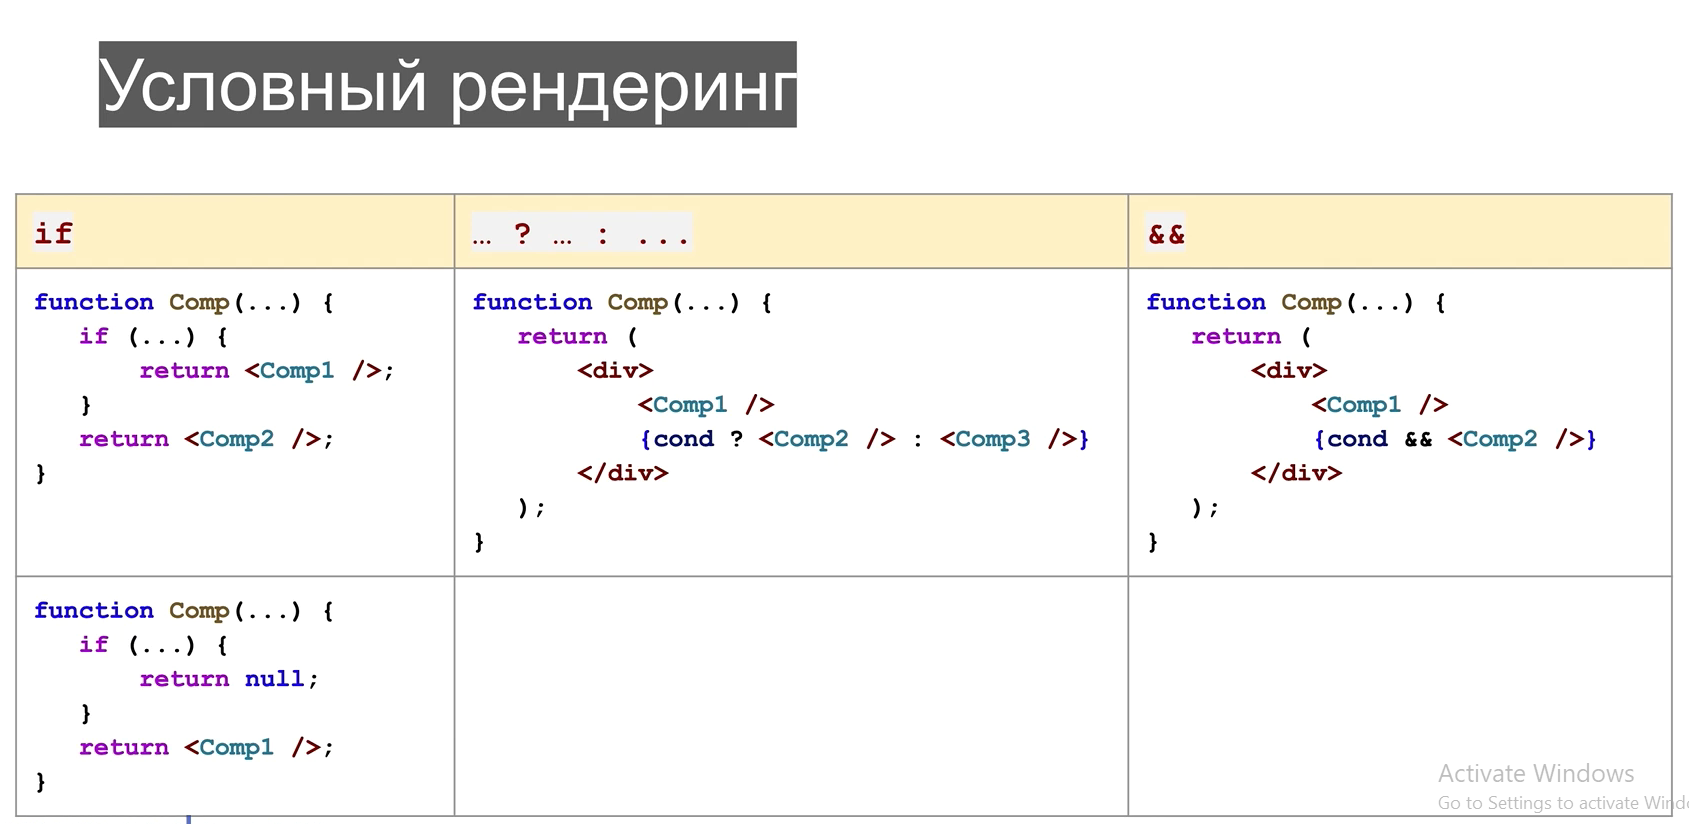 Условный рендеринг
if
… ? … : ...
&&
function Comp(...) {
if (...) {
return <Comp1 />;
}
return <Comp2 />;
}
function Comp(...) {
return (
<div>
<Comp1 />
{cond ? <Comp2 /> : <Comp3 />}
</div>
);
}
function Comp(...) {
return (
<div>
<Comp1 />
{cond && <Comp2 />}
</div>
);
}
function Comp(...) {
if (...) {
return null;
}
return <Comp1 />;
}
Activate Windows
Go to Settings to activate Wind